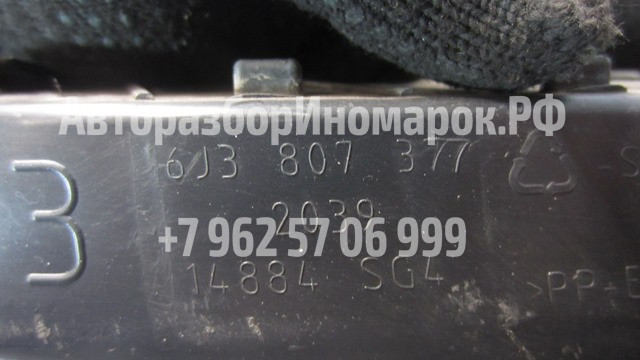 АвторазборИномарок.РФ
6J3 807 377
3
2039
+7 962 57 06 999
14884 SG4
>PP+E